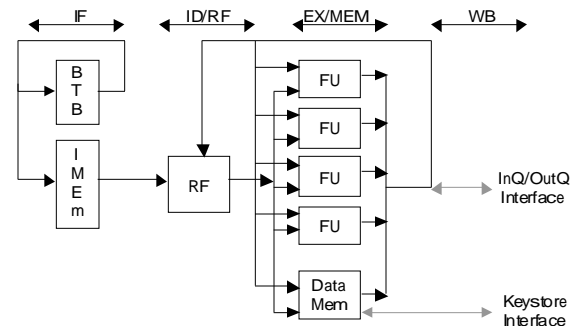 IF ID/RF EX/MEM WB
B
T
B
I
M
E
m
RF
FU
FU
FU
FU
Data
Mem
InQ/OutQ
Interface
Keystore
Interface